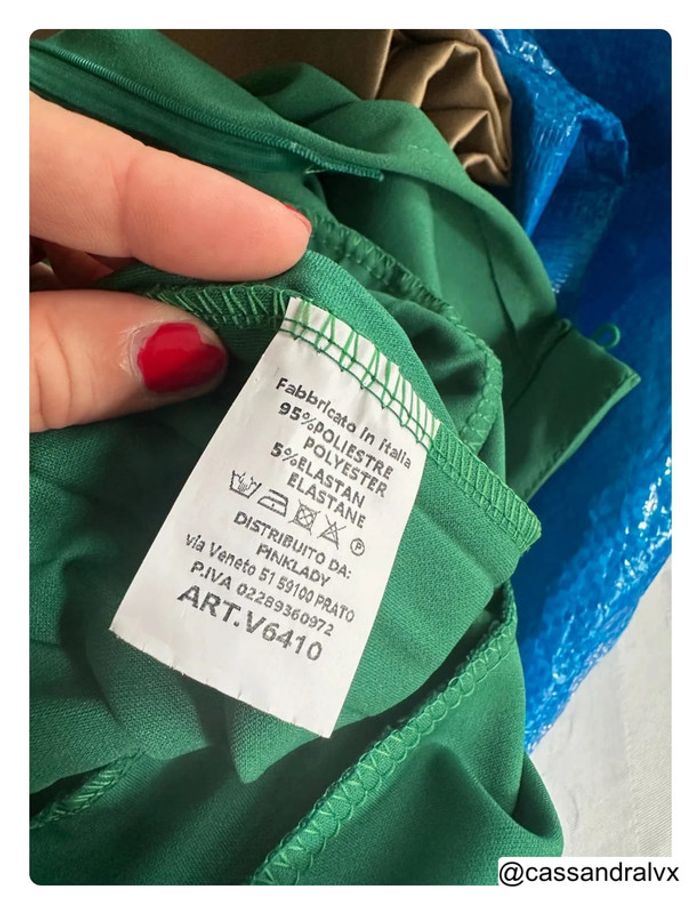 Fabbricato in italia
95%POLIESTRE
POLYESTER
5%ELASTAN
ELASTANE
P
DISTRIBUITO DA:
PINKLADY
via Veneto 51 59100 PRATO
P.IVA 02289360972
ART.V6410
@cassandralvx